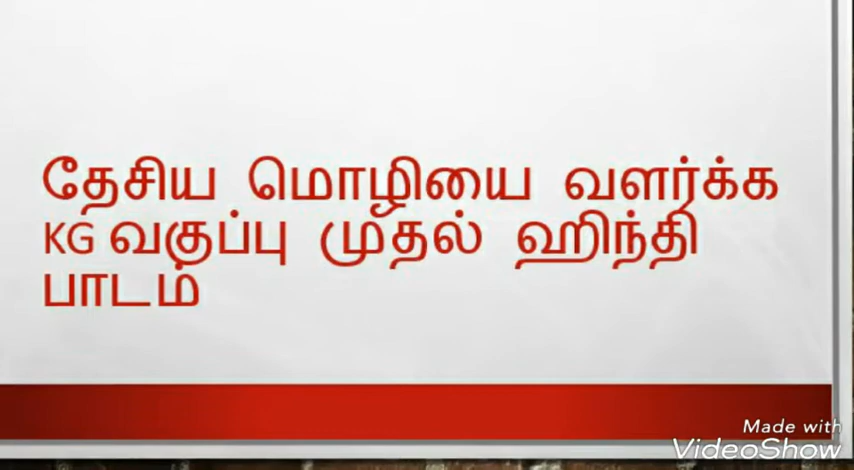 தேசிய மொழியை வளர்க்க
KG வகுப்பு முதல் ஹிந்தி
பாடம்
Made with
VideoShow